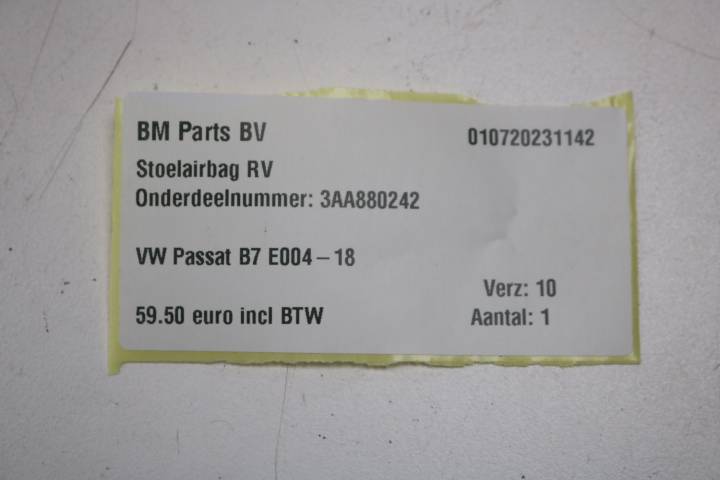 BM Parts BV 010720231142
Stoelairbag RV
Onderdeelnummer: 3AA880242
VW Passat B7 E004-18
Verz: 10
59.50 euro incl BTW Aantal: 1